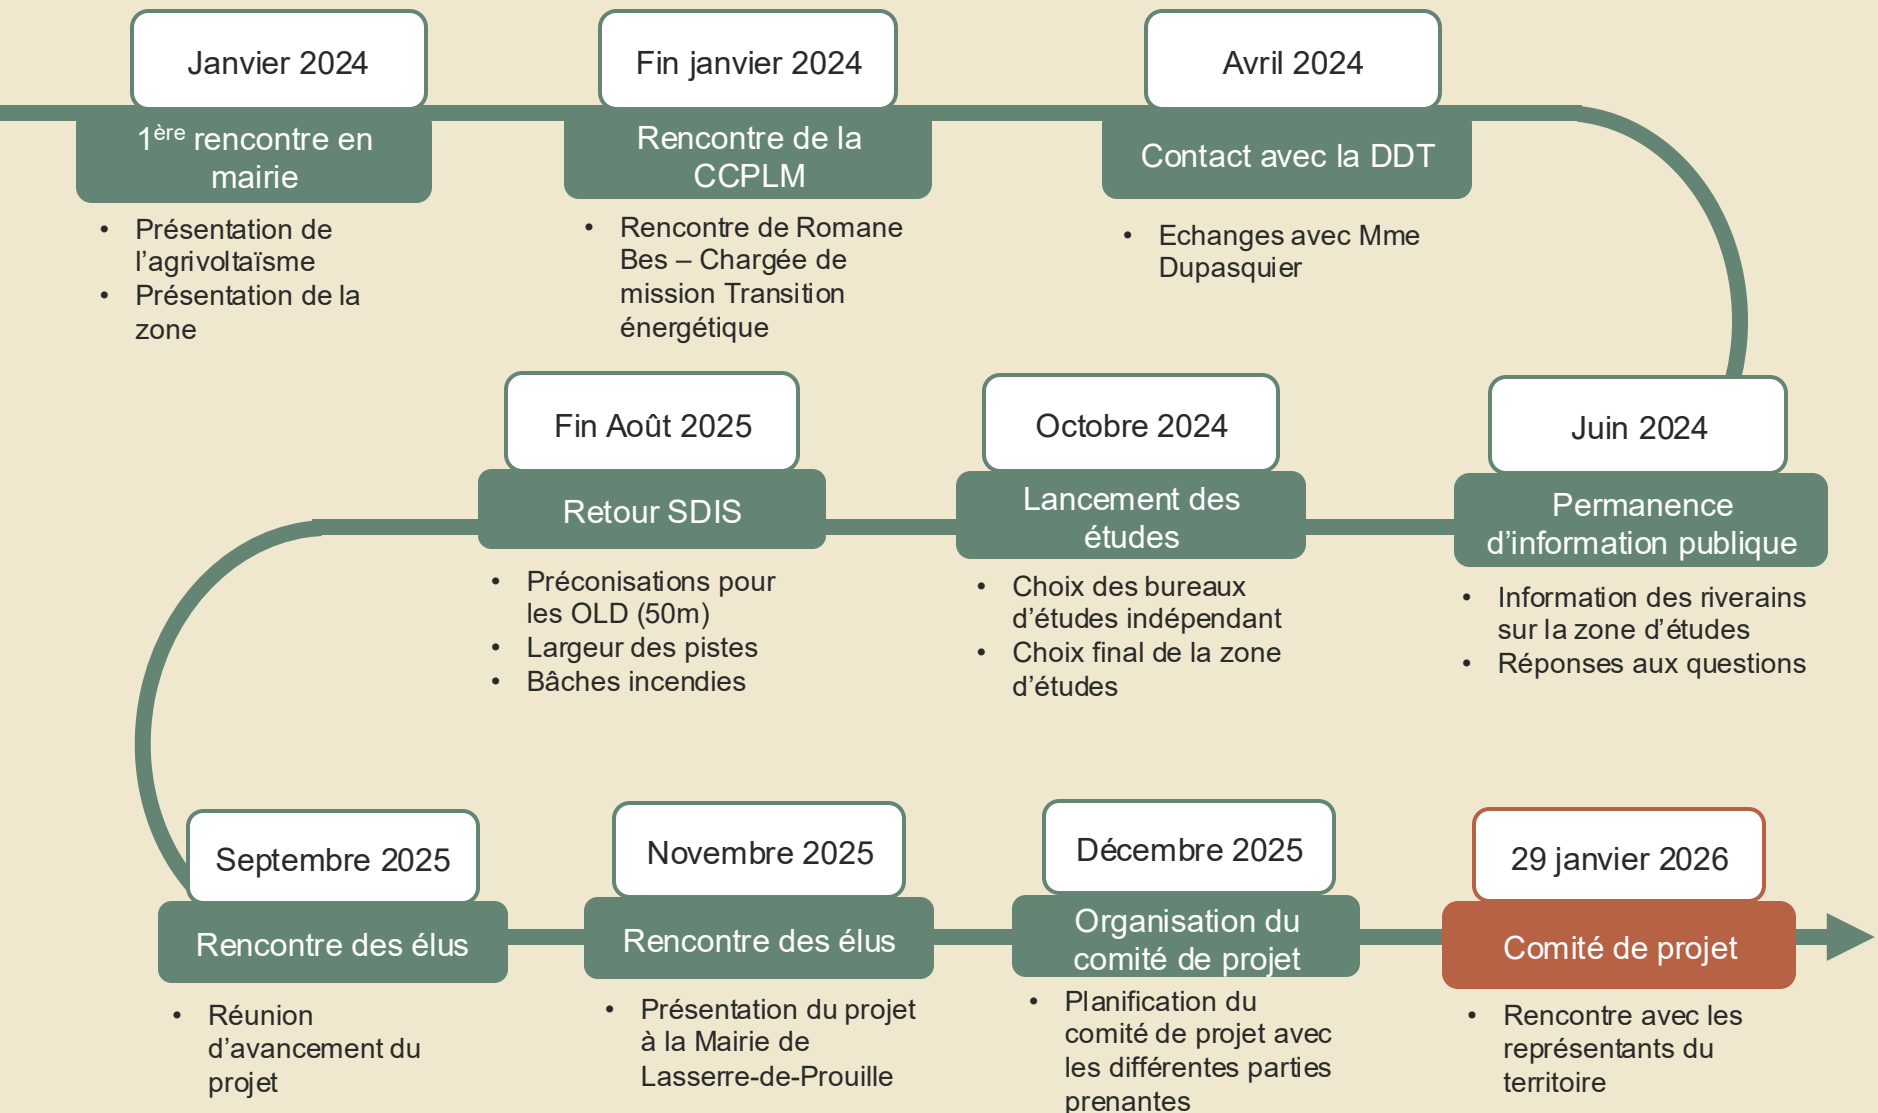 Janvier 2024
1ère rencontre en
mairie
• Présentation de
l’agrivoltaïsme
• Présentation de la
zone
Fin janvier 2024
Rencontre de la
CCPLM
• Rencontre de Romane
Bes – Chargée de
mission Transition
énergétique
Avril 2024
Contact avec la DDT
• Echanges avec Mme
Dupasquier
Juin 2024
Permanence
d’information publique
• Information des riverains
sur la zone d’études
• Réponses aux questions
Octobre 2024
Lancement des
études
• Choix des bureaux
d’études indépendant
• Choix final de la zone
d’études
Fin Août 2025
Retour SDIS
• Préconisations pour
les OLD (50m)
• Largeur des pistes
• Bâches incendies
Septembre 2025
Rencontre des élus
• Réunion
d’avancement du
projet
Novembre 2025
Rencontre des élus
• Présentation du projet
à la Mairie de
Lasserre-de-Prouille
Décembre 2025
Organisation du
comité de projet
• Planification du
comité de projet avec
les différentes parties
prenantes
29 janvier 2026
Comité de projet
• Rencontre avec les
représentants du
territoire